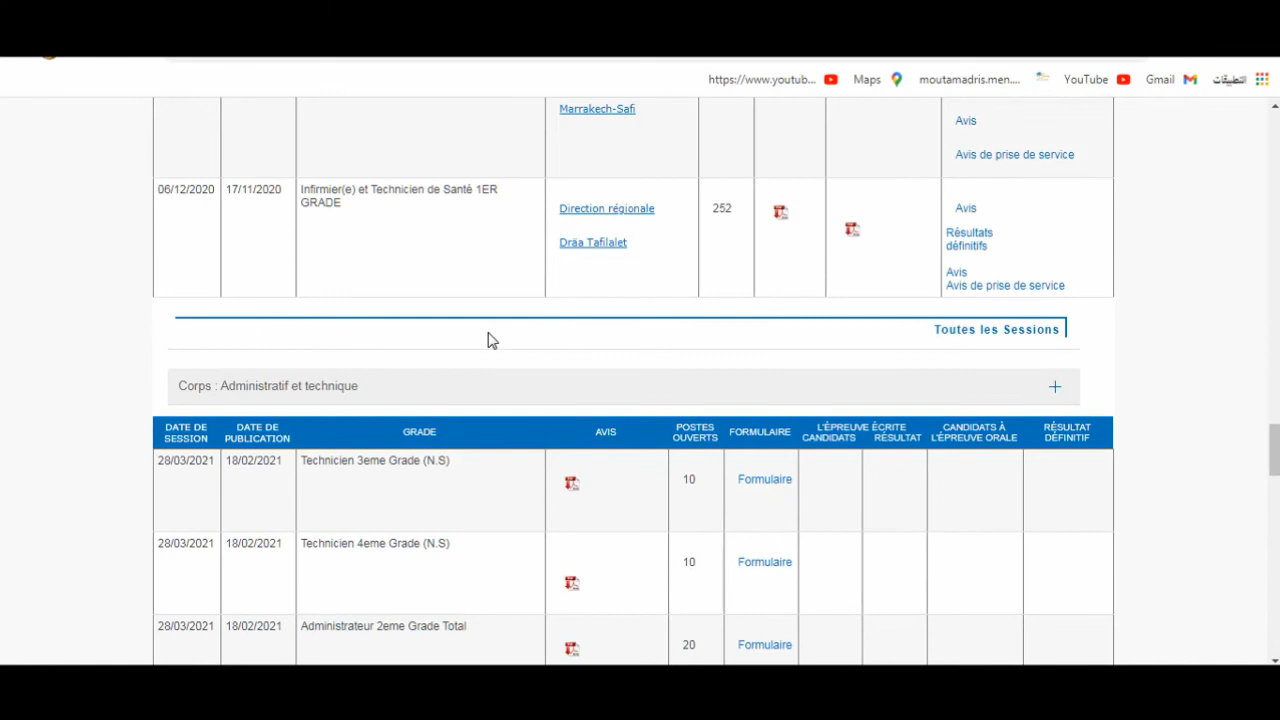 https://www.youtub... Maps moutamadris.men.... YouTube Gmail التطبيقات
Marrakech-Safi
Avis
Avis de prise de service
06/12/2020 17/11/2020 Infirmier(e) et Technicien de Santé 1ER
GRADE
Direction régionale
Drâa Tafilalet
252
Avis
Résultats
définitifs
Avis
Avis de prise de service
Toutes les Sessions
Corps : Administratif et technique
DATE DE
SESSION
DATE DE
PUBLICATION
GRADE
AVIS
POSTES
OUVERTS
FORMULAIRE
L'ÉPREUVE ÉCRITE
CANDIDATS RÉSULTAT
CANDIDATS À
L'ÉPREUVE ORALE
RÉSULTAT
DÉFINITIF
28/03/2021 18/02/2021 Technicien 3eme Grade (N.S)
10 Formulaire
28/03/2021 18/02/2021 Technicien 4eme Grade (N.S)
10 Formulaire
28/03/2021 18/02/2021 Administrateur 2eme Grade Total
20 Formulaire